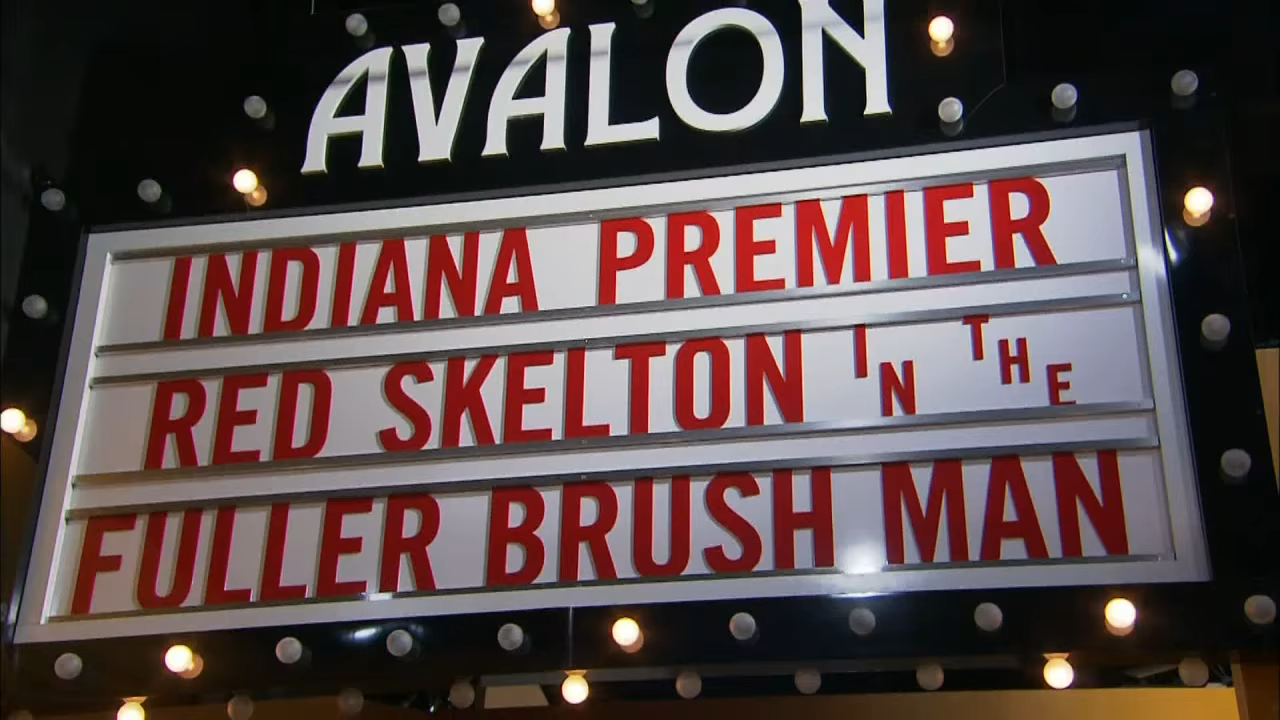 AVALON
INDIANA PREMIER
RED SKELTON IN THE
FULLER BRUSH MAN